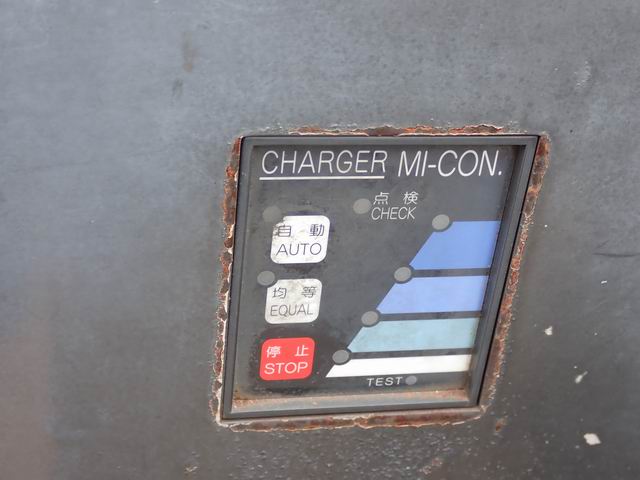 CHARGER MI-CON.
点検
CHECK
自動
AUTO
均等
EQUAL
停止
STOP
TEST